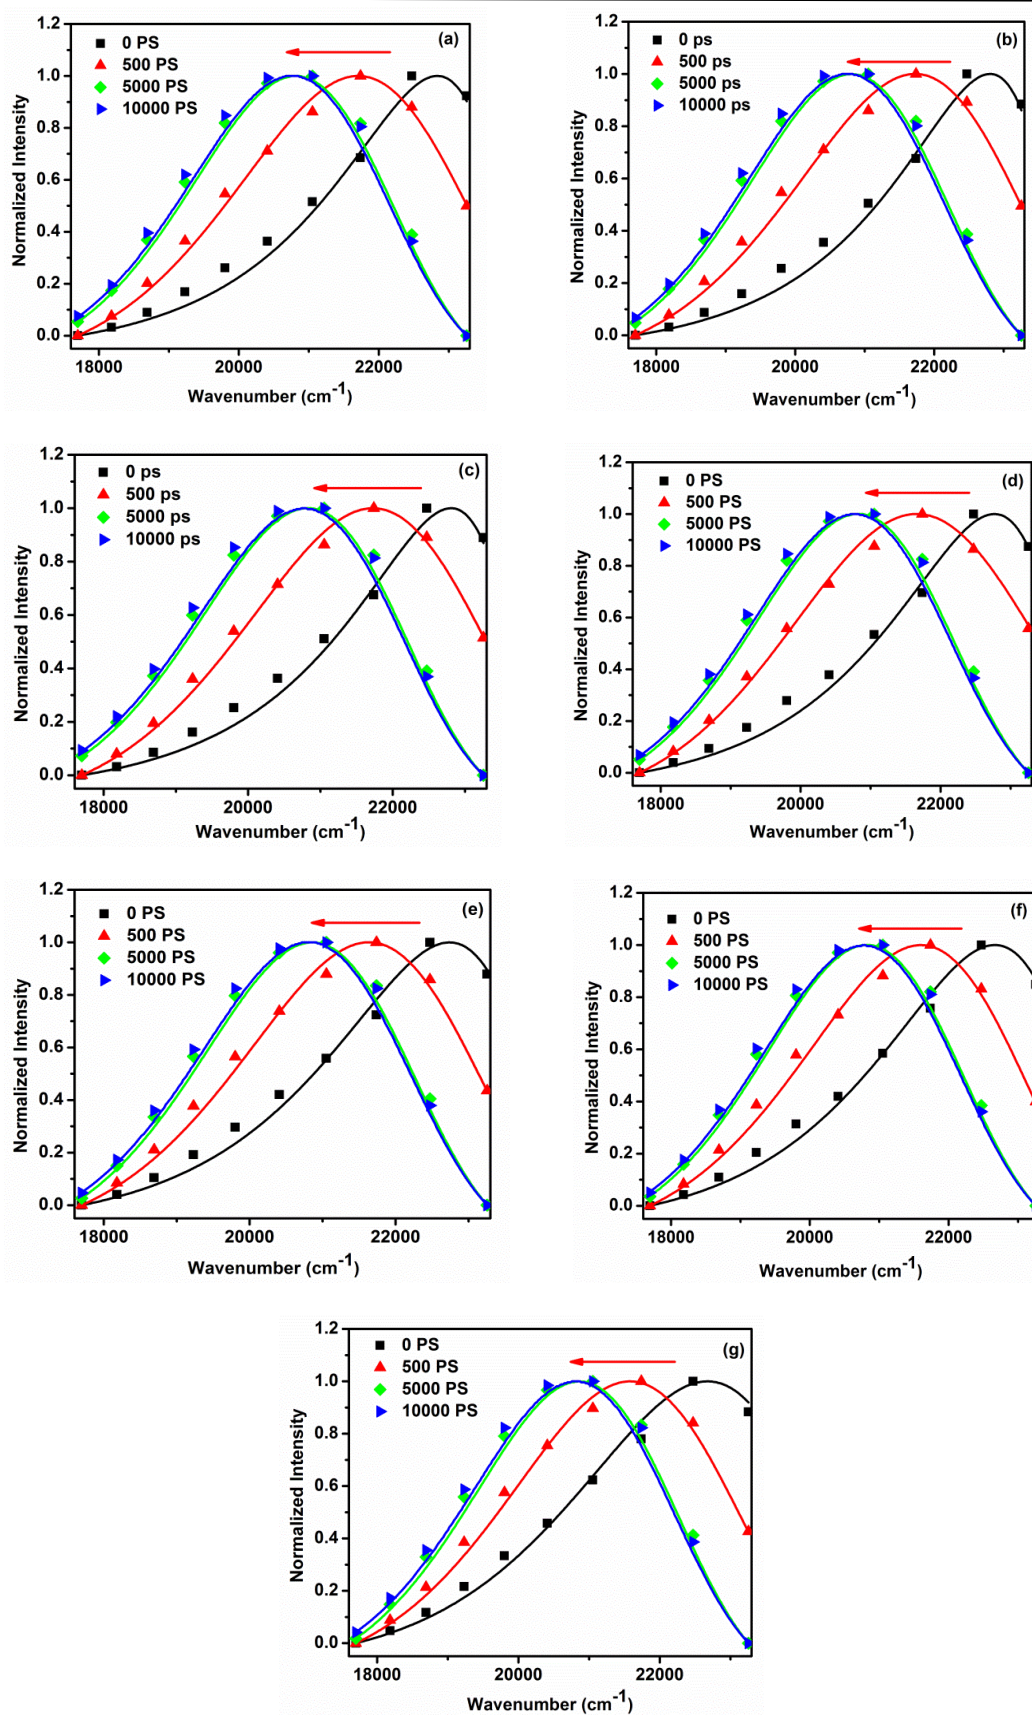 (a)
0 PS
500 PS
5000 PS
10000 PS
1.2
1.0
0.8
0.6
0.4
0.2
0.0
Normalized Intensity
18000 20000 22000
Wavenumber (cm⁻¹)
(b)
0 ps
500 ps
5000 ps
10000 ps
1.2
1.0
0.8
0.6
0.4
0.2
0.0
Normalized Intensity
18000 20000 22000
Wavenumber (cm⁻¹)
(c)
0 ps
500 ps
5000 ps
10000 ps
1.2
1.0
0.8
0.6
0.4
0.2
0.0
Normalized Intensity
18000 20000 22000
Wavenumber (cm⁻¹)
(d)
0 PS
500 PS
5000 PS
10000 PS
1.2
1.0
0.8
0.6
0.4
0.2
0.0
Normalized Intensity
18000 20000 22000
Wavenumber (cm⁻¹)
(e)
0 PS
500 PS
5000 PS
10000 PS
1.2
1.0
0.8
0.6
0.4
0.2
0.0
Normalized Intensity
18000 20000 22000
Wavenumber (cm⁻¹)
(f)
0 PS
500 PS
5000 PS
10000 PS
1.2
1.0
0.8
0.6
0.4
0.2
0.0
Normalized Intensity
18000 20000 22000
Wavenumber (cm⁻¹)
(g)
0 PS
500 PS
5000 PS
10000 PS
1.2
1.0
0.8
0.6
0.4
0.2
0.0
Normalized Intensity
18000 20000 22000
Wavenumber (cm⁻¹)